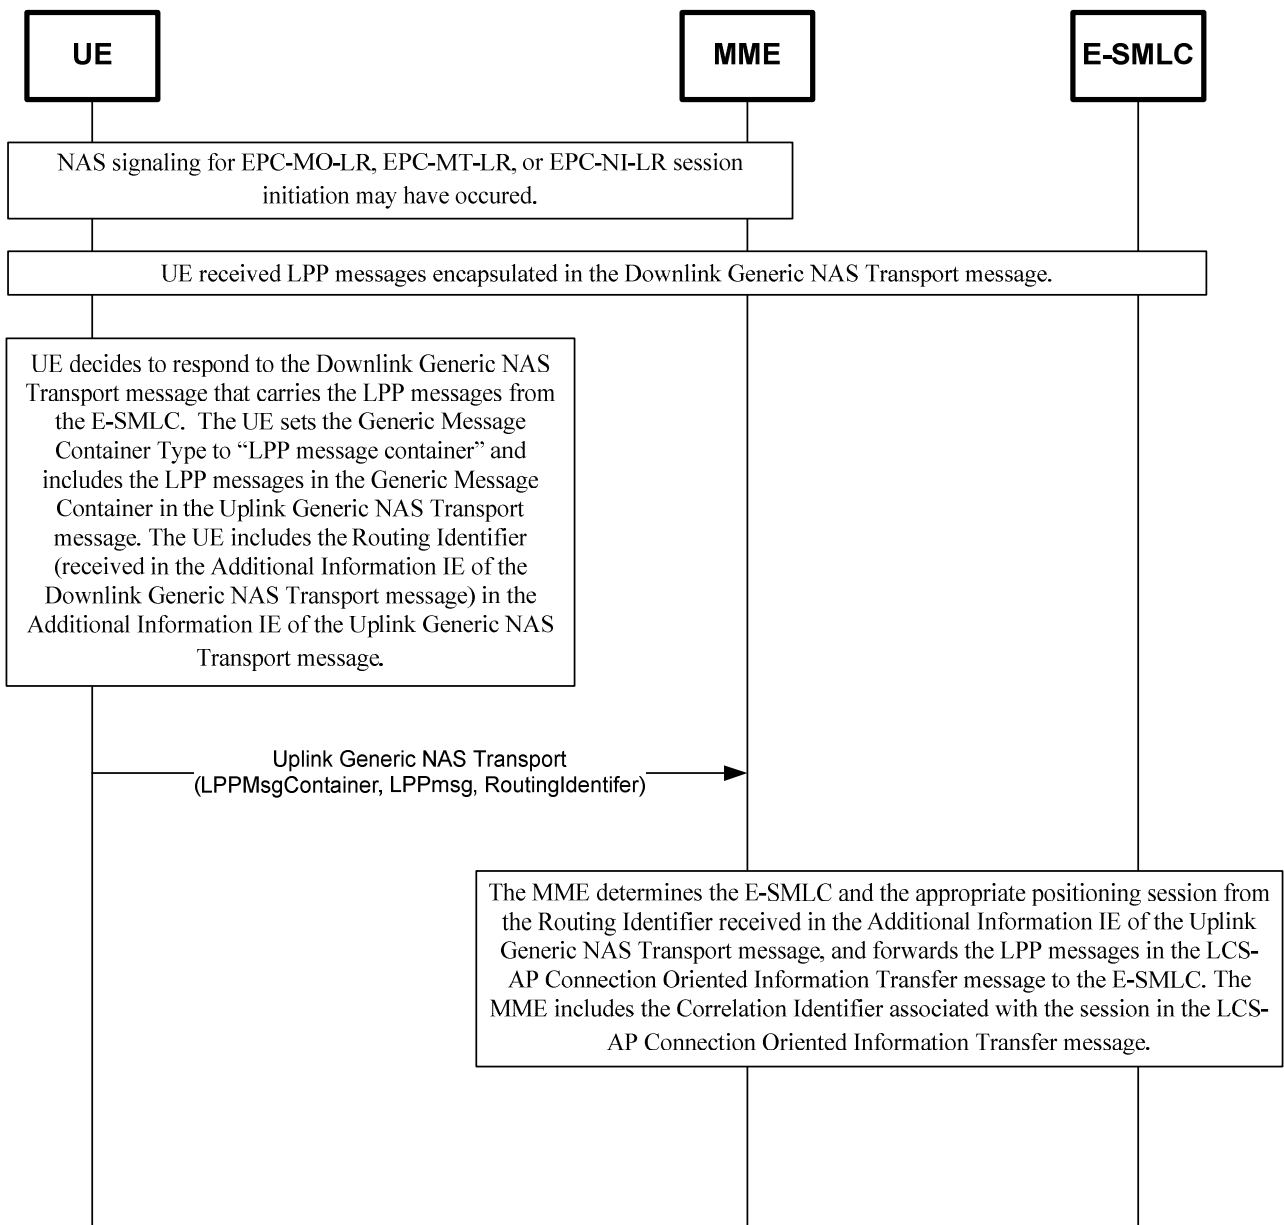 UE
MME
E-SMLC
NAS signaling for EPC-MO-LR, EPC-MT-LR, or EPC-NI-LR session
initiation may have occured.
UE received LPP messages encapsulated in the Downlink Generic NAS Transport message.
UE decides to respond to the Downlink Generic NAS
Transport message that carries the LPP messages from
the E-SMLC.  The UE sets the Generic Message
Container Type to “LPP message container” and
includes the LPP messages in the Generic Message
Container in the Uplink Generic NAS Transport
message. The UE includes the Routing Identifier
(received in the Additional Information IE of the
Downlink Generic NAS Transport message) in the
Additional Information IE of the Uplink Generic NAS
Transport message.
Uplink Generic NAS Transport
(LPPMsgContainer, LPPmsg, RoutingIdentifer)
The MME determines the E-SMLC and the appropriate positioning session from
the Routing Identifier received in the Additional Information IE of the Uplink
Generic NAS Transport message, and forwards the LPP messages in the LCS-
AP Connection Oriented Information Transfer message to the E-SMLC. The
MME includes the Correlation Identifier associated with the session in the LCS-
AP Connection Oriented Information Transfer message.